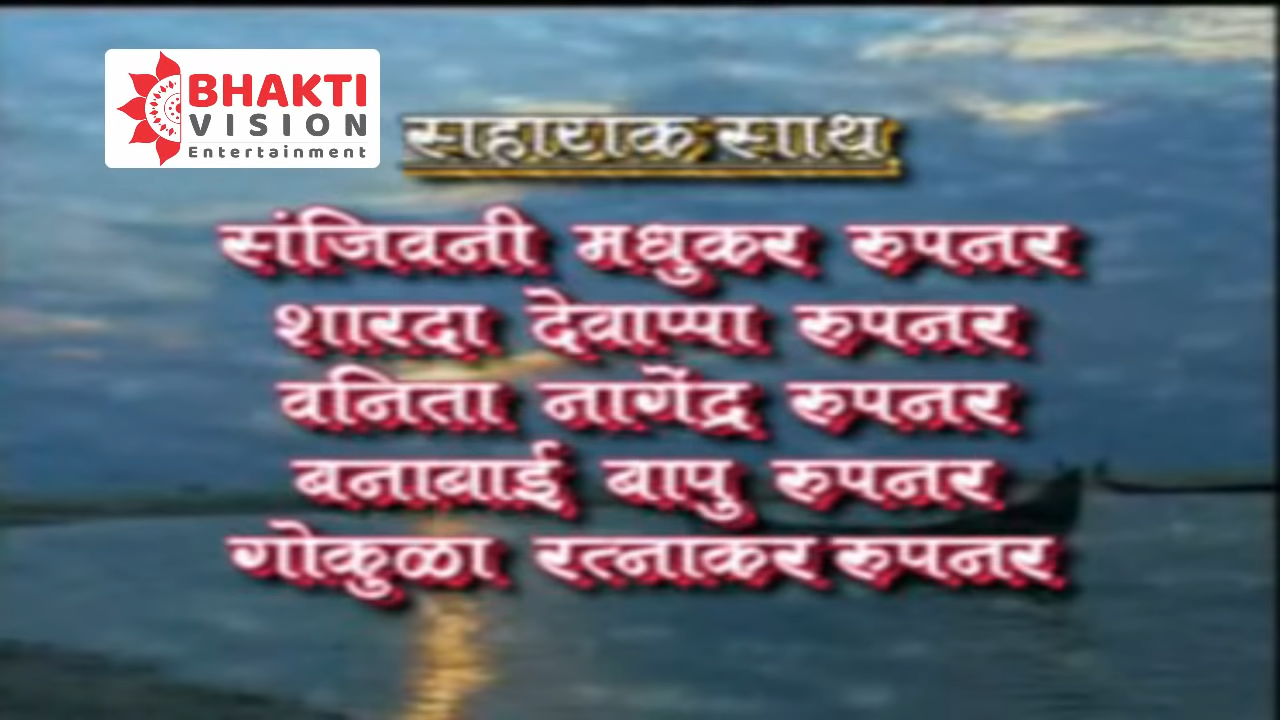 BHAKTI
VISION
Entertainment
सहायक साथ
सांजिवनी मधुकर रुपनर
शारदा देवाप्पा रुपनर
वनिता नागेंद्र रुपनर
बनाबाई बापु रुपनर
गोकुळा रत्नाकर रुपनर